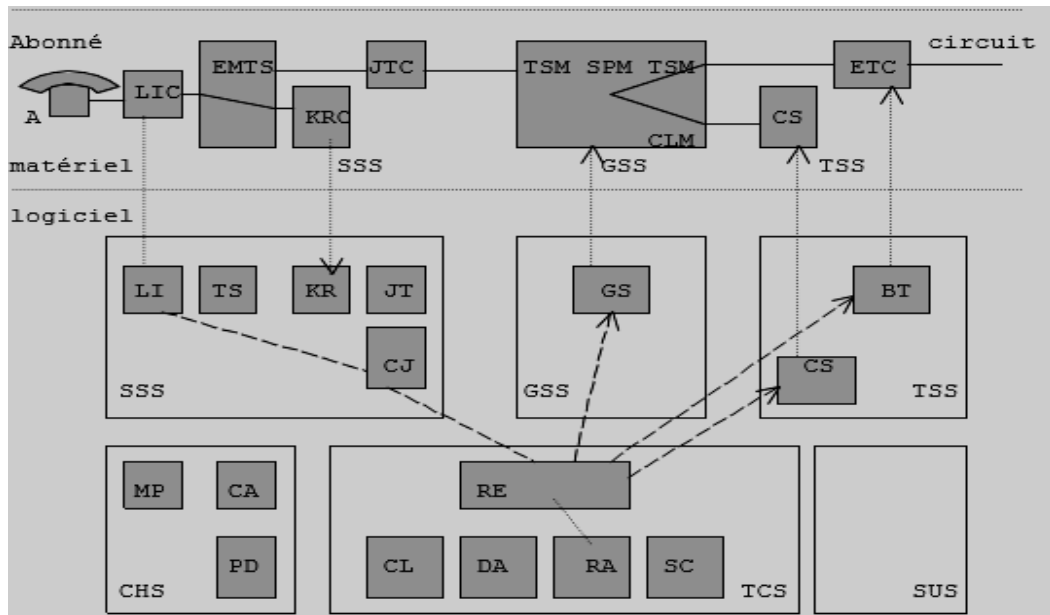 Abonné
circuit
EMTS JTC TSM SPM TSM ETC
LIC
A KRC CS
CLM
matériel SSS GSS TSS
logiciel
LI TS KR JT GS BT
CJ CS
SSS GSS TSS
MP CA RE
PD CL DA RA SC
CHS TCS SUS